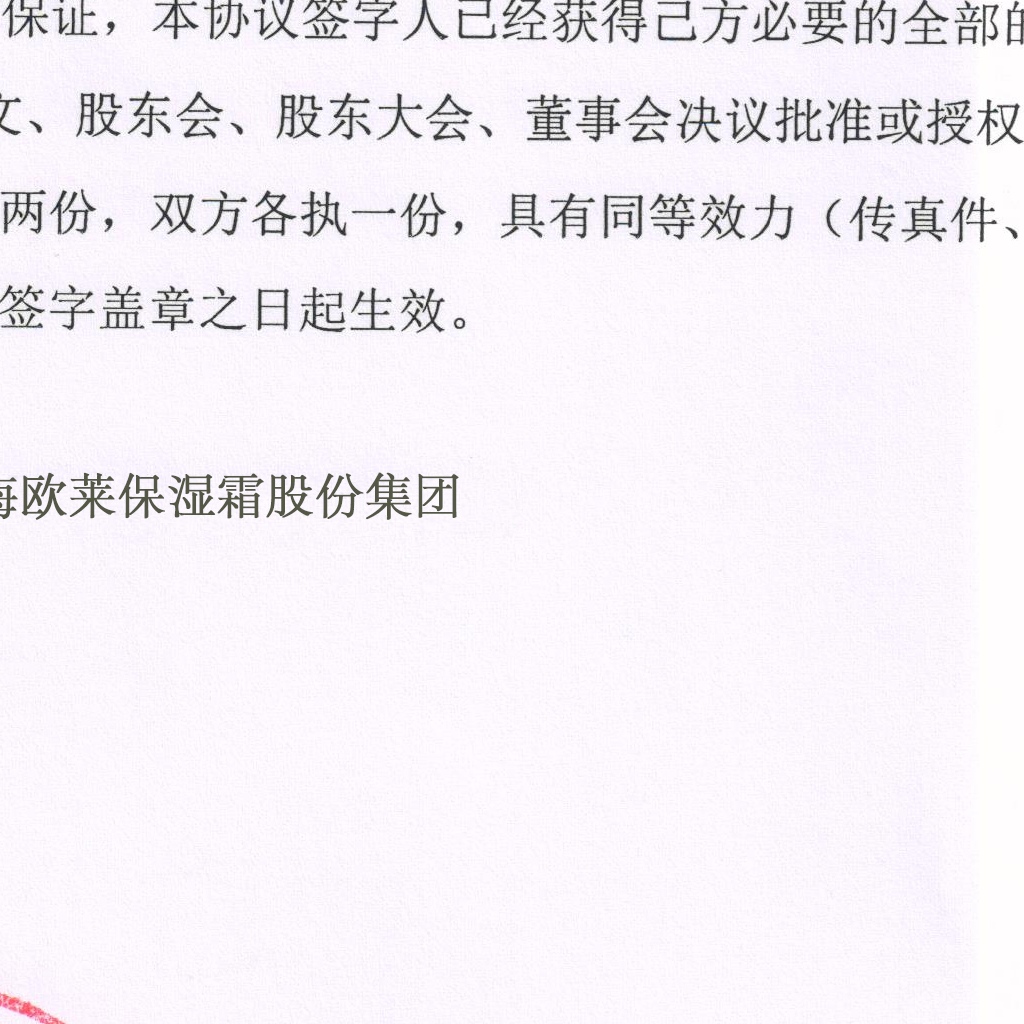 保证，本协议签字人已经获得己方必要的全部的
文、股东会、股东大会、董事会决议批准或授权
两份，双方各执一份，具有同等效力（传真件、
签字盖章之日起生效。
海欧莱保湿霜股份集团